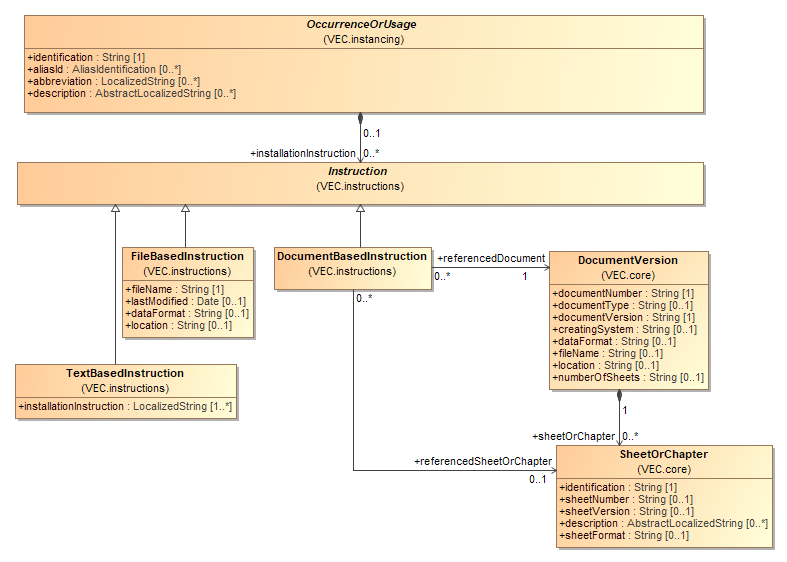 OccurrenceOrUsage
(VEC.instancing)
+identification : String [1]
+aliasId : AliasIdentification [0..*]
+abbreviation : LocalizedString [0..*]
+description : AbstractLocalizedString [0..*]
0..1
+installationInstruction 0..*
Instruction
(VEC.instructions)
FileBasedInstruction
(VEC.instructions)
+fileName : String [1]
+lastModified : Date [0..1]
+dataFormat : String [0..1]
+location : String [0..1]
DocumentBasedInstruction
(VEC.instructions)
+referencedDocument
0..*
1
0..*
DocumentVersion
(VEC.core)
+documentNumber : String [1]
+documentType : String [0..1]
+documentVersion : String [1]
+creatingSystem : String [0..1]
+dataFormat : String [0..1]
+fileName : String [0..1]
+location : String [0..1]
+numberOfSheets : String [0..1]
TextBasedInstruction
(VEC.instructions)
+installationInstruction : LocalizedString [1..*]
1
+sheetOrChapter 0..*
+referencedSheetOrChapter
0..1
SheetOrChapter
(VEC.core)
+identification : String [1]
+sheetNumber : String [0..1]
+sheetVersion : String [0..1]
+description : AbstractLocalizedString [0..*]
+sheetFormat : String [0..1]